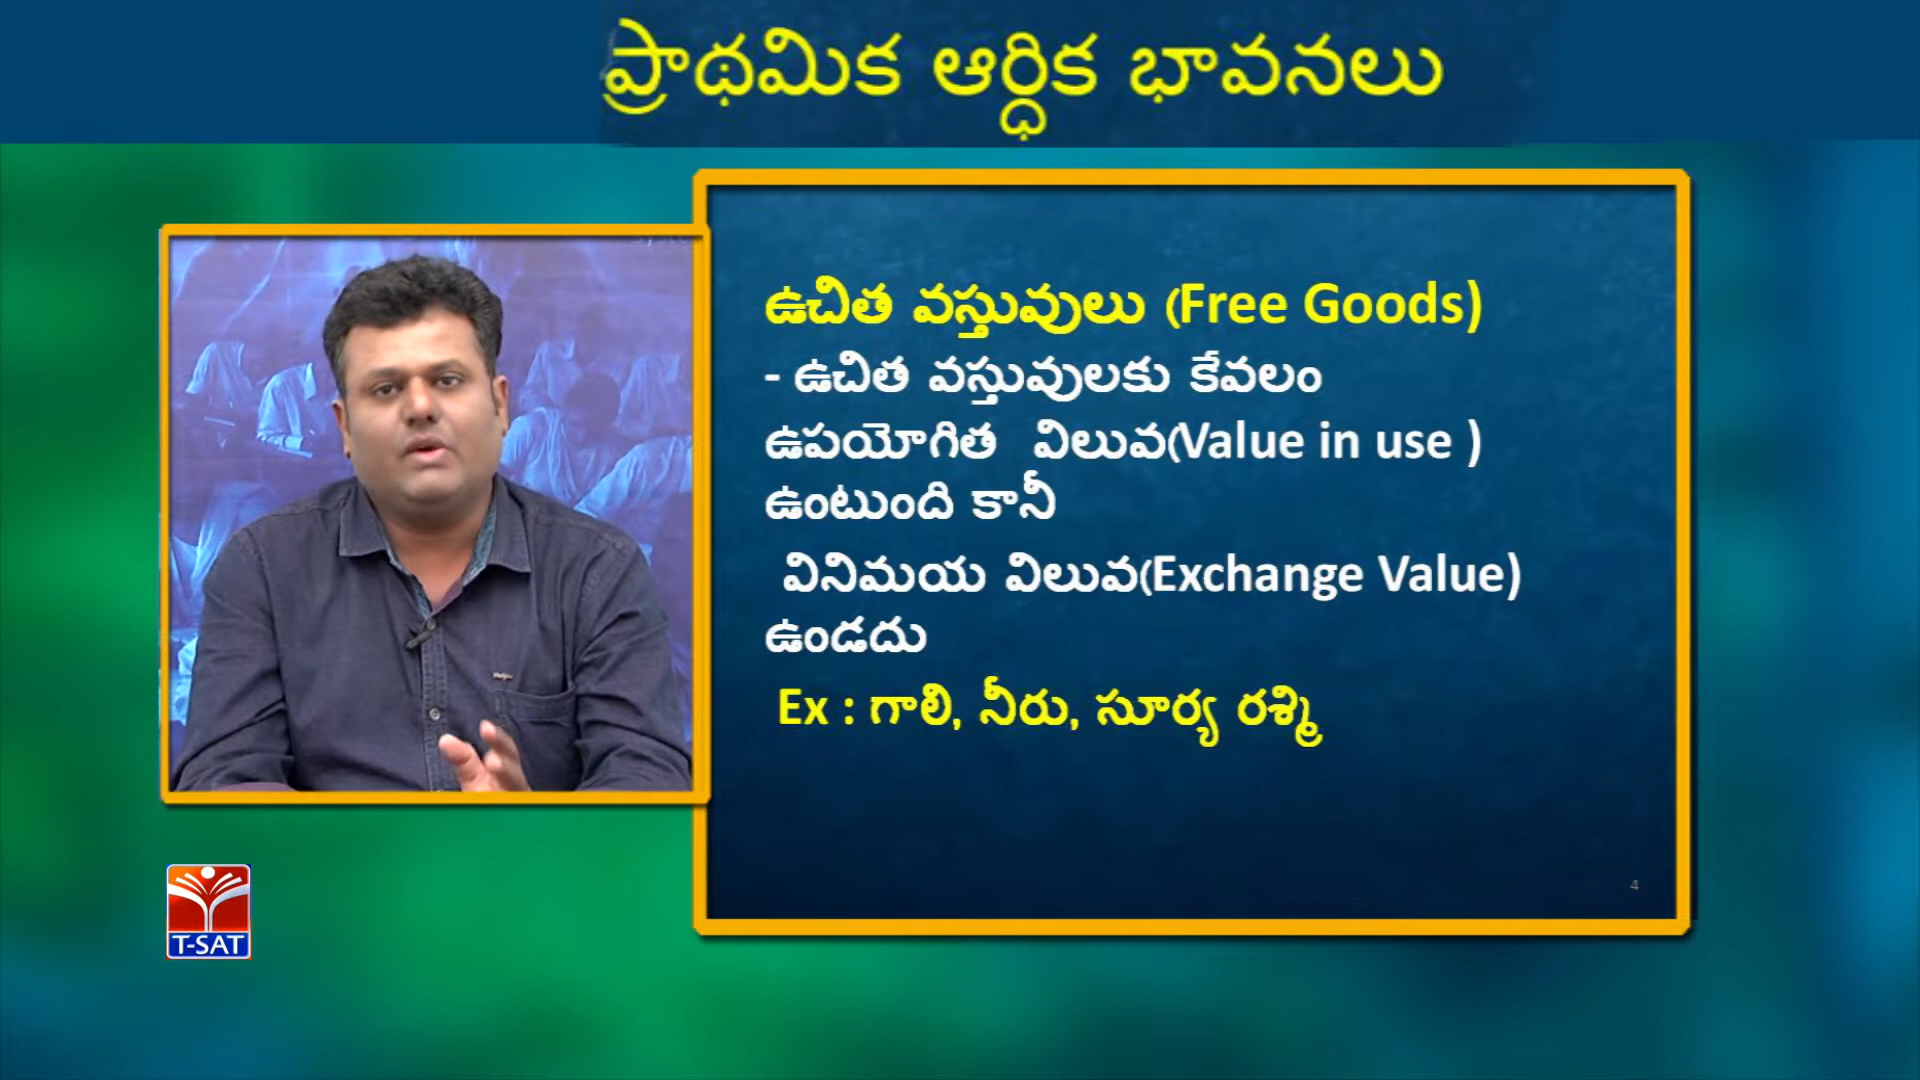 ప్రాథమిక ఆర్ధిక భావనలు
ఉచిత వస్తువులు (Free Goods)
- ఉచిత వస్తువులకు కేవలం
ఉపయోగిత విలువ(Value in use )
ఉంటుంది కానీ
వినిమయ విలువ(Exchange Value)
ఉండదు
Ex : గాలి, నీరు, సూర్య రశ్మి
4
T-SAT